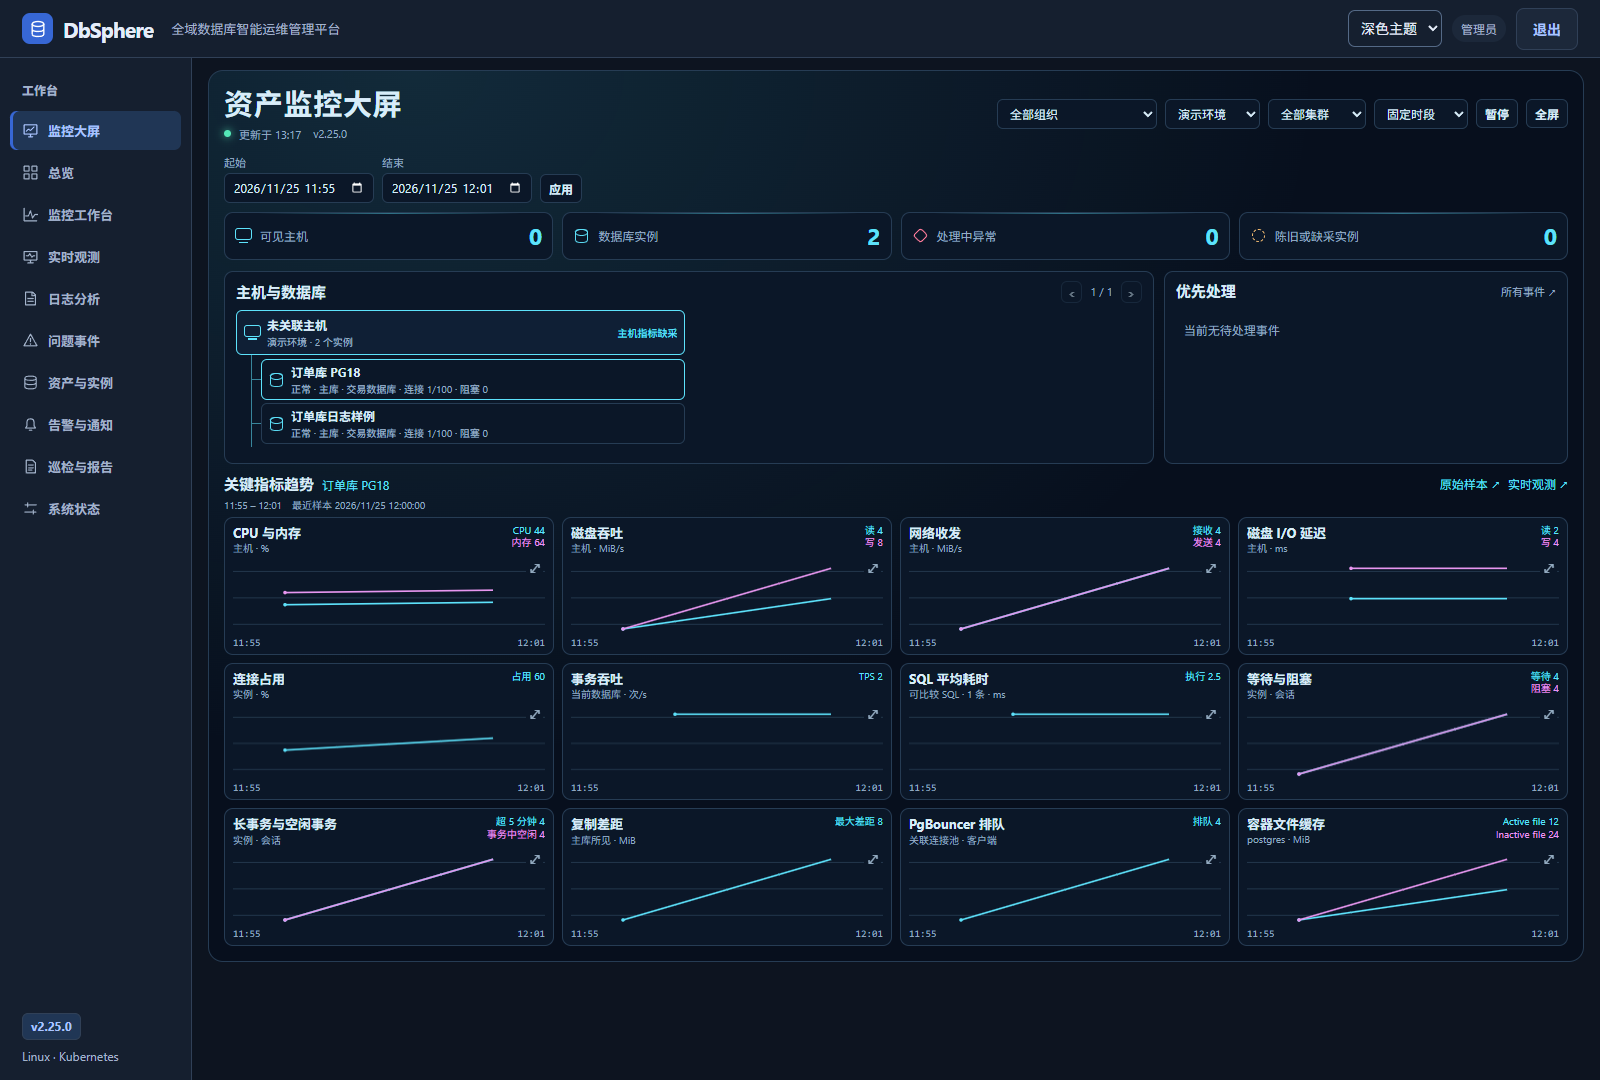 DbSphere 全域数据库智能运维管理平台 深色主题 管理员 退出
工作台
监控大屏
总览
监控工作台
实时观测
日志分析
问题事件
资产与实例
告警与通知
巡检与报告
系统状态
v2.25.0
Linux · Kubernetes
资产监控大屏
更新于 13:17 v2.25.0
全部组织 演示环境 全部集群 固定时段 暂停 全屏
起始 结束
2026/11/25 11:55 2026/11/25 12:01 应用
可见主机 0
数据库实例 2
处理中异常 0
陈旧或缺采实例 0
主机与数据库 ‹ 1 / 1 ›
未关联主机
演示环境 · 2 个实例
主机指标缺采
订单库 PG18
正常 · 主库 · 交易数据库 · 连接 1/100 · 阻塞 0
订单库日志样例
正常 · 主库 · 交易数据库 · 连接 1/100 · 阻塞 0
优先处理 所有事件 ↗
当前无待处理事件
关键指标趋势 订单库 PG18 原始样本 ↗ 实时观测 ↗
11:55 – 12:01 最近样本 2026/11/25 12:00:00
CPU 与内存
主机 · %
CPU 44
内存 64
11:55 12:01
磁盘吞吐
主机 · MiB/s
读 4
写 8
11:55 12:01
网络收发
主机 · MiB/s
接收 4
发送 4
11:55 12:01
磁盘 I/O 延迟
主机 · ms
读 2
写 4
11:55 12:01
连接占用
实例 · %
占用 60
11:55 12:01
事务吞吐
当前数据库 · 次/s
TPS 2
11:55 12:01
SQL 平均耗时
可比较 SQL · 1 条 · ms
执行 2.5
11:55 12:01
等待与阻塞
实例 · 会话
等待 4
阻塞 4
11:55 12:01
长事务与空闲事务
实例 · 会话
超 5 分钟 4
事务中空闲 4
11:55 12:01
复制差距
主库所见 · MiB
最大差距 8
11:55 12:01
PgBouncer 排队
关联连接池 · 客户端
排队 4
11:55 12:01
容器文件缓存
postgres · MiB
Active file 12
Inactive file 24
11:55 12:01